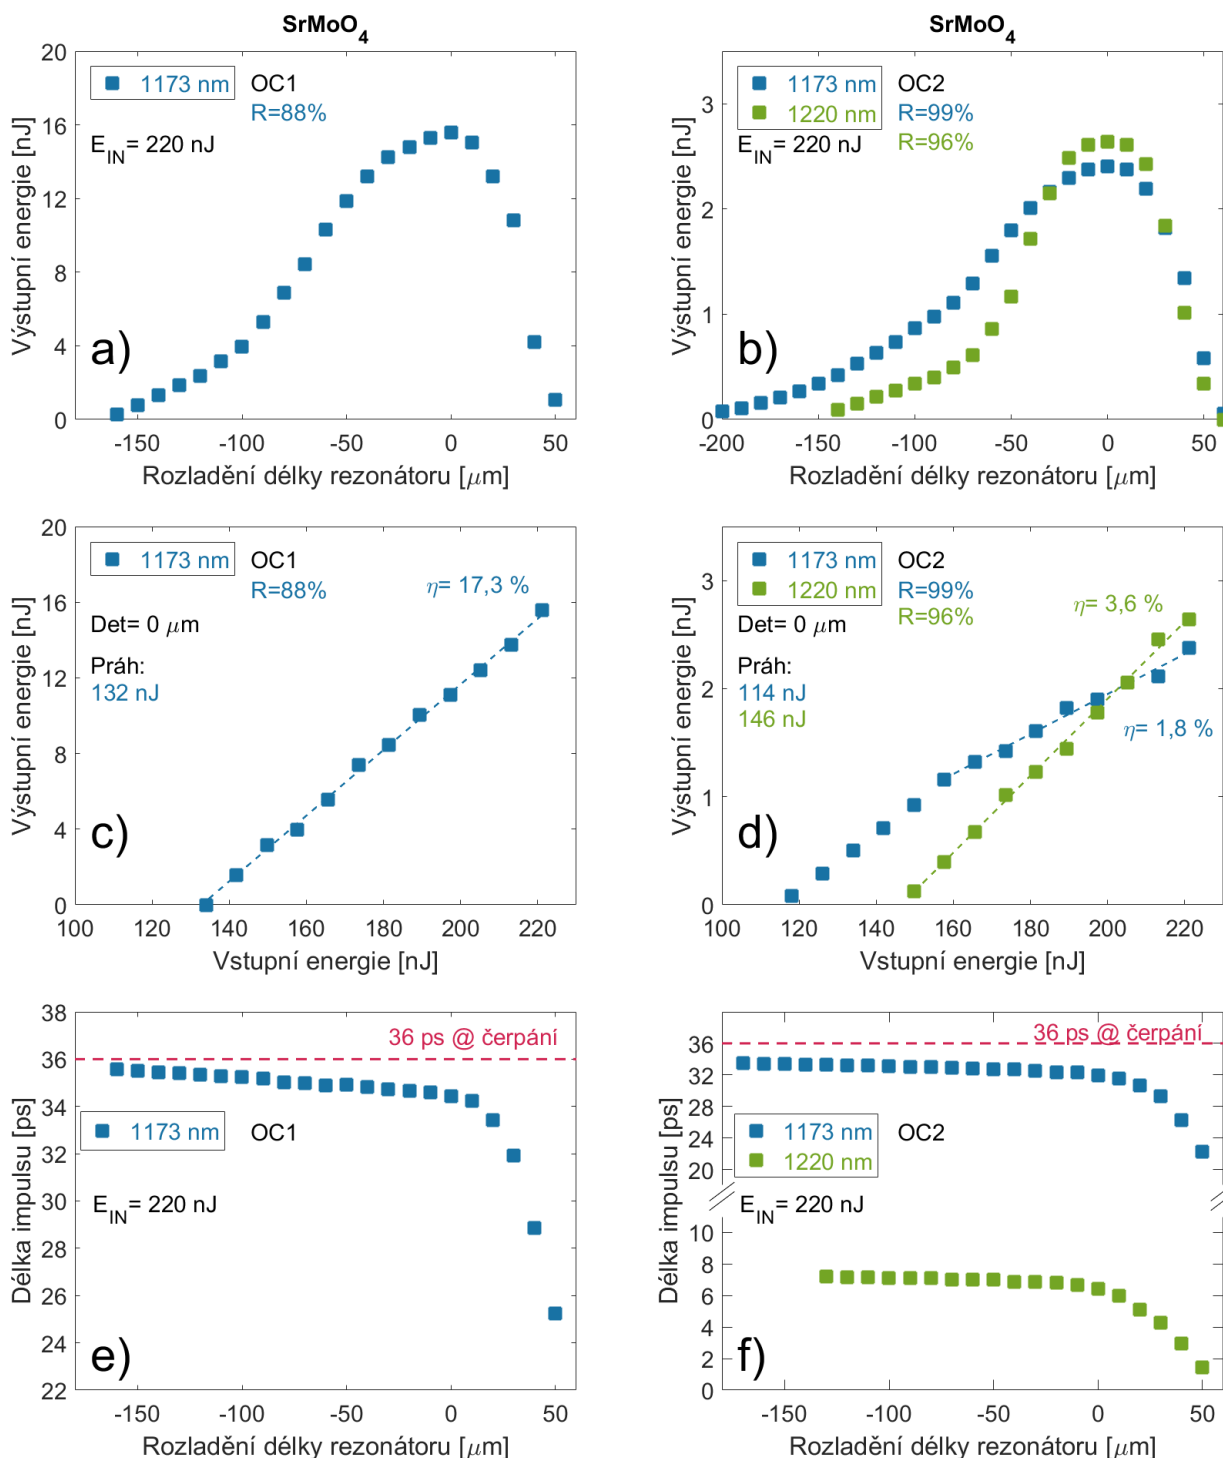 SrMoO4
20
16
12
8
4
0
-150 -100 -50 0 50
Výstupní energie [nJ]
Rozladění délky rezonátoru [μm]
1173 nm
OC1
R=88%
EIN= 220 nJ
a)
SrMoO4
3
2
1
0
-200 -150 -100 -50 0 50
Výstupní energie [nJ]
Rozladění délky rezonátoru [μm]
1173 nm
1220 nm
OC2
R=99%
R=96%
EIN= 220 nJ
b)
20
16
12
8
4
0
100 120 140 160 180 200 220
Výstupní energie [nJ]
Vstupní energie [nJ]
1173 nm
OC1
R=88%
η= 17,3 %
Det= 0 μm
Práh:
132 nJ
c)
3
2
1
0
100 120 140 160 180 200 220
Výstupní energie [nJ]
Vstupní energie [nJ]
1173 nm
1220 nm
OC2
R=99%
R=96%
η= 3,6 %
Det= 0 μm
Práh:
114 nJ
146 nJ
η= 1,8 %
d)
38
36
34
32
30
28
26
24
22
-150 -100 -50 0 50
Délka impulsu [ps]
Rozladění délky rezonátoru [μm]
36 ps @ čerpání
1173 nm
OC1
EIN= 220 nJ
e)
36
32
28
24
20
10
8
6
4
2
0
-150 -100 -50 0 50
Délka impulsu [ps]
Rozladění délky rezonátoru [μm]
36 ps @ čerpání
1173 nm
1220 nm
OC2
EIN= 220 nJ
f)